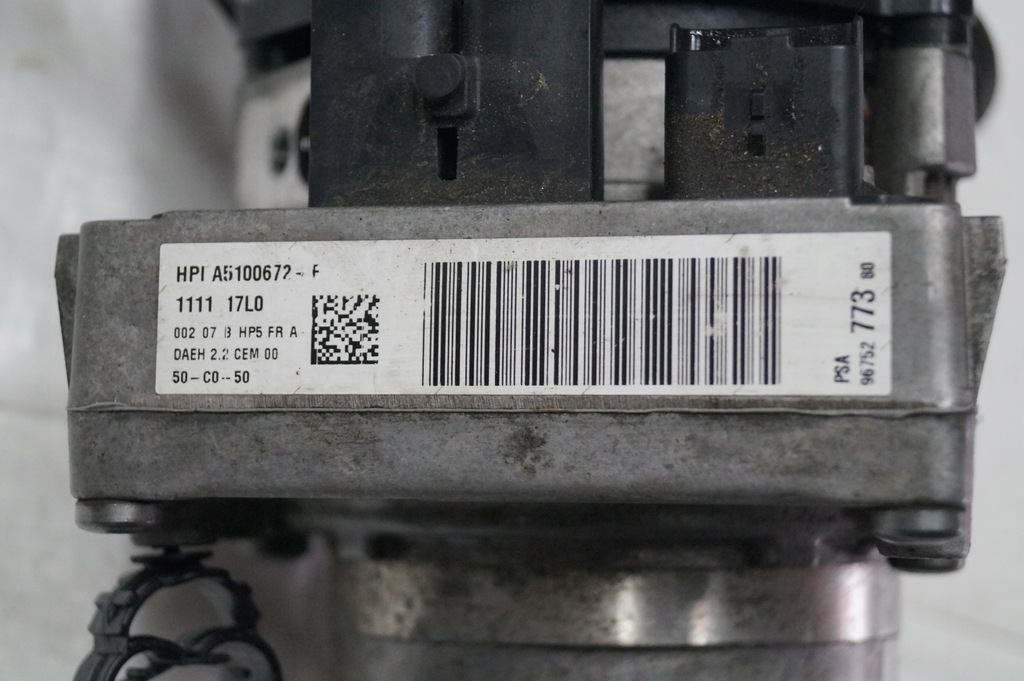 HPI A5100672-
1111 17L0
002 07 B HP5 FR A
DAEH 2.2 CEM 00
50-C0-50
PSA
96752 773 80